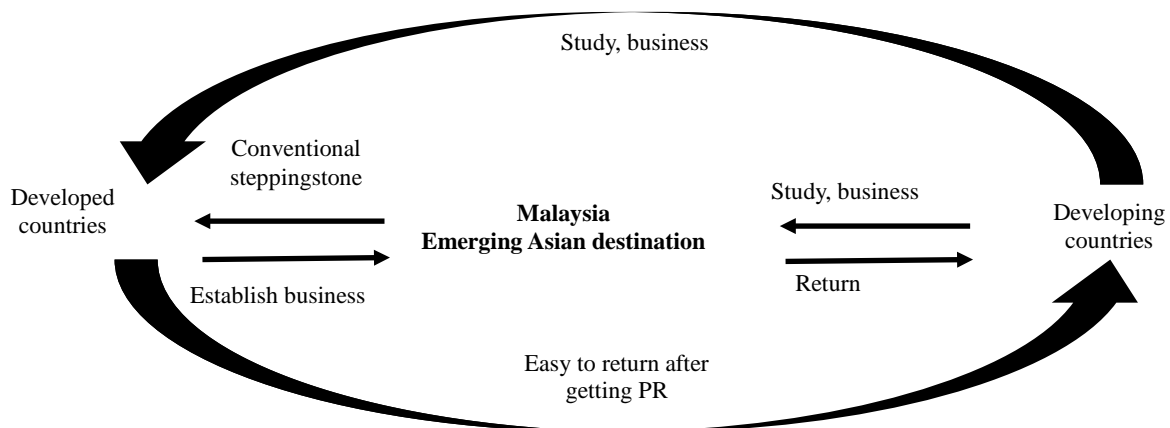 Study, business
Conventional
steppingstone
Developed
countries
Study, business
Malaysia
Emerging Asian destination
Developing
countries
Establish business
Return
Easy to return after
getting PR